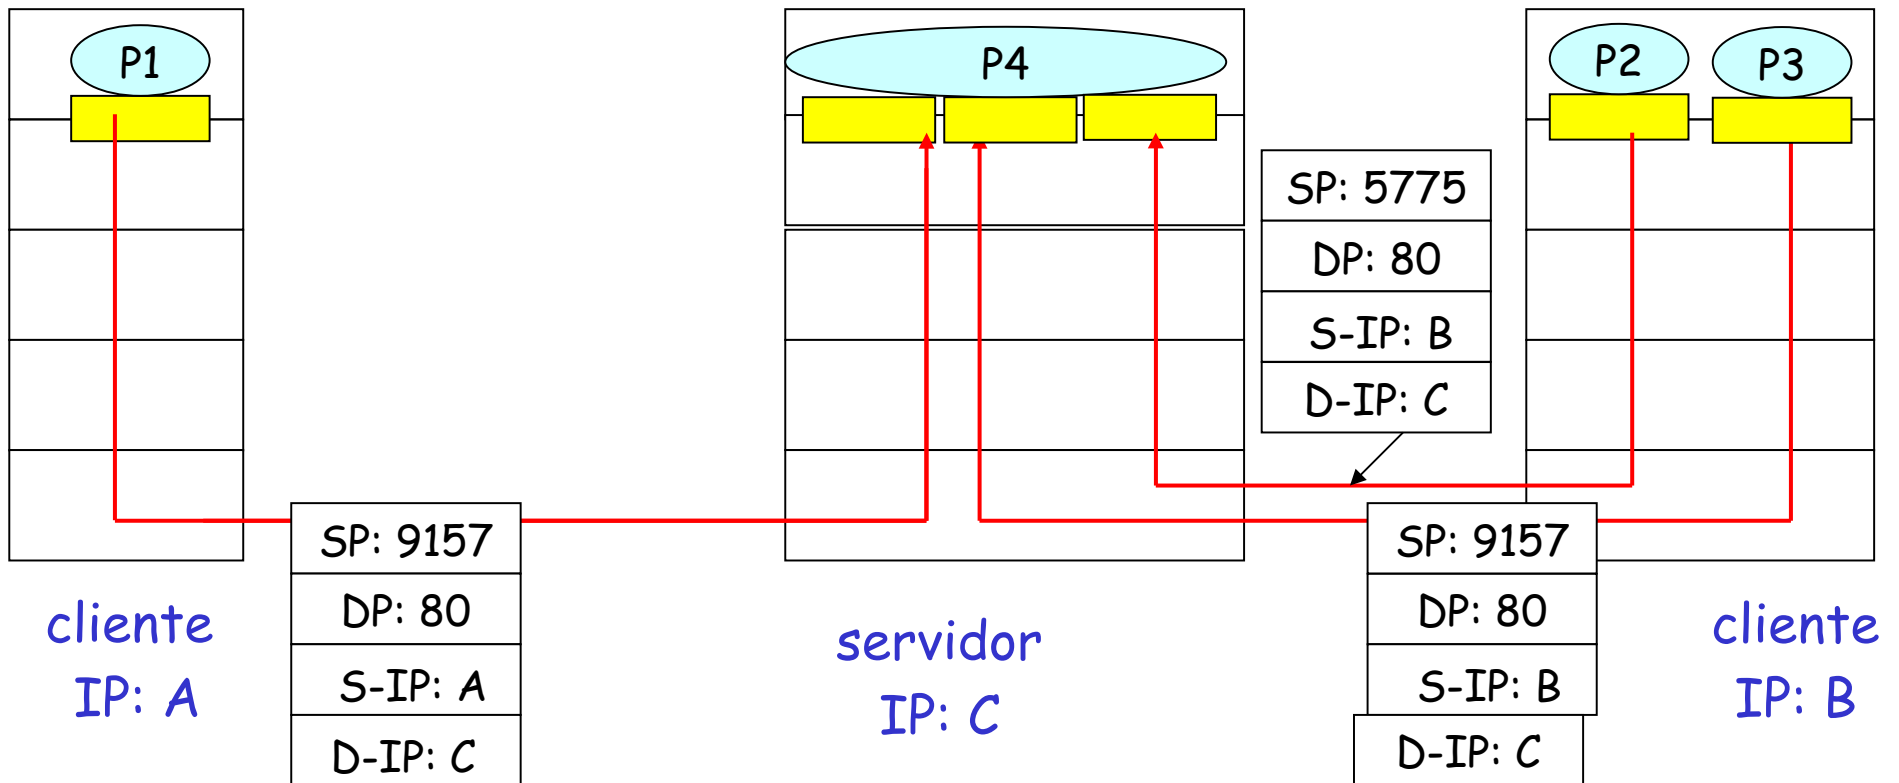 P1
P4
P2
P3
SP: 5775
DP: 80
S-IP: B
D-IP: C
SP: 9157
DP: 80
S-IP: A
D-IP: C
SP: 9157
DP: 80
S-IP: B
D-IP: C
cliente
IP: A
servidor
IP: C
cliente
IP: B